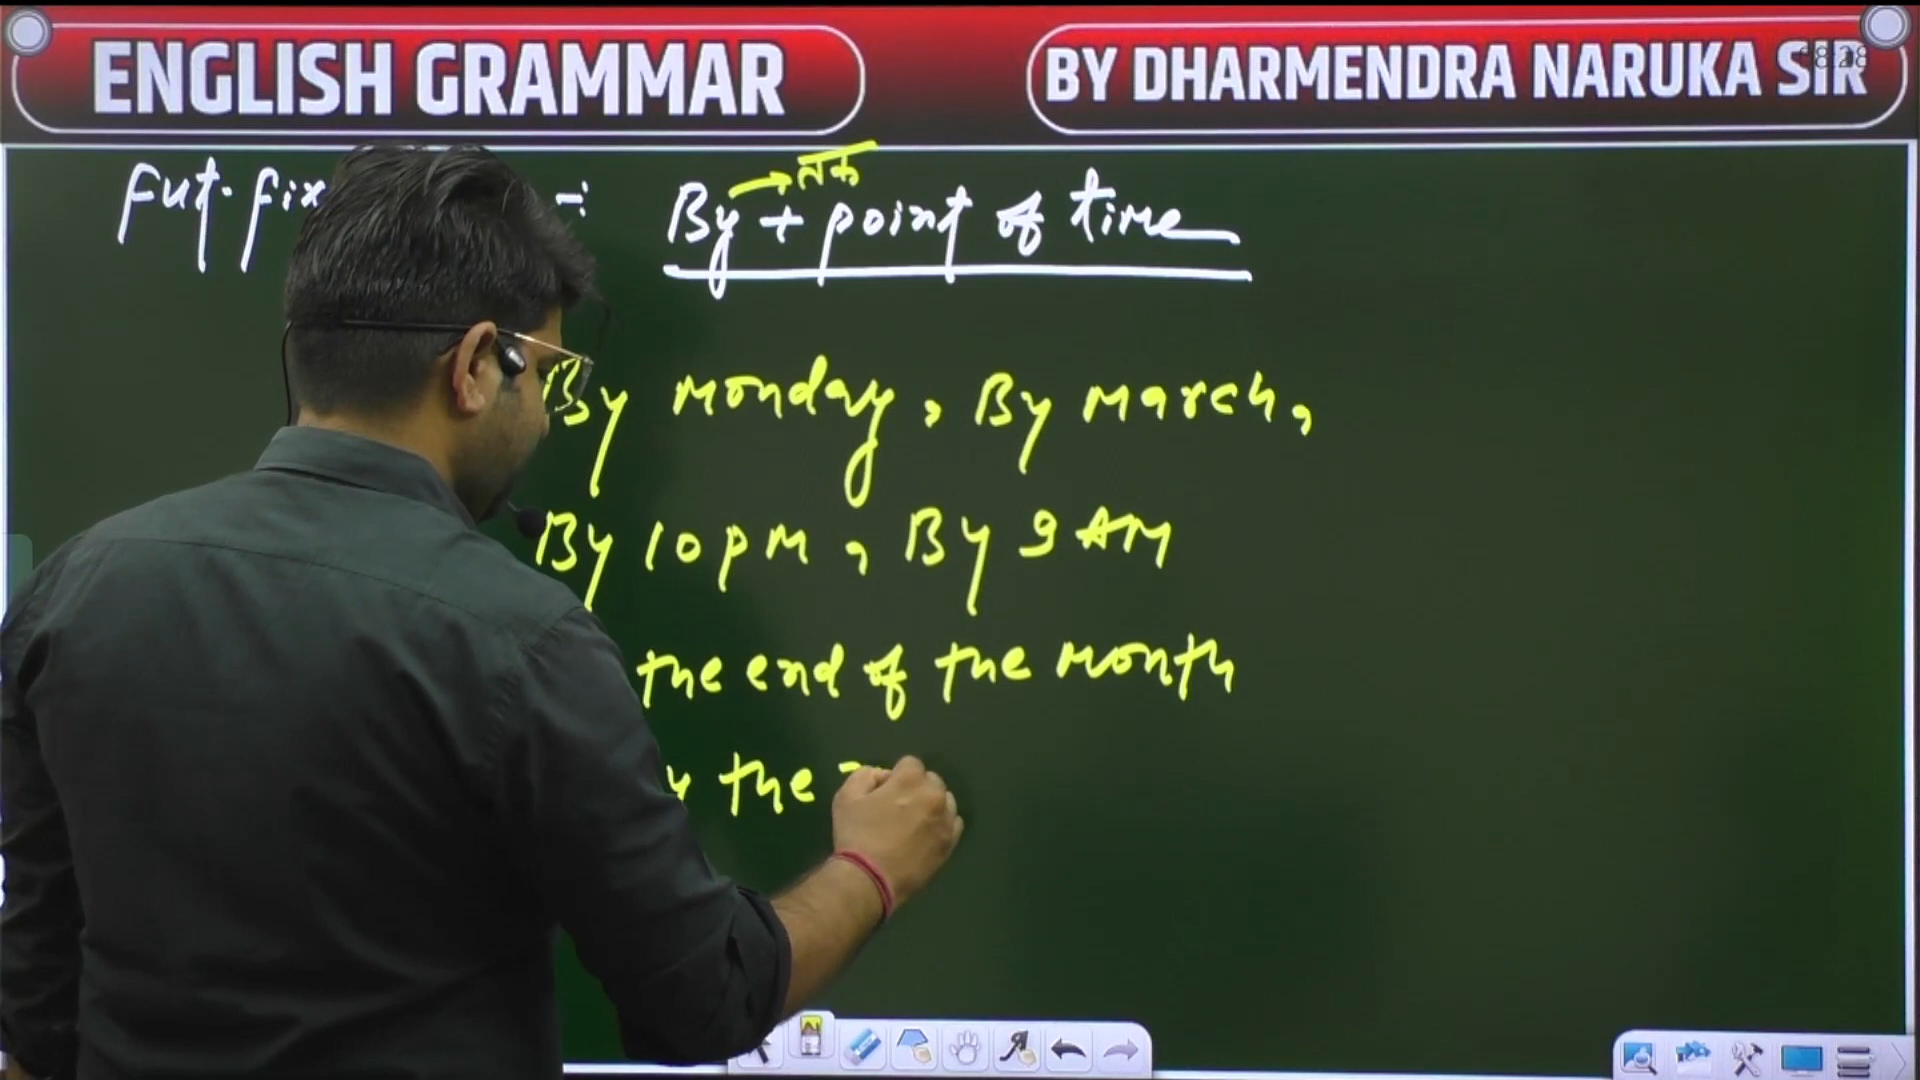 ENGLISH GRAMMAR
BY DHARMENDRA NARUKA SIR
Fut. fix -: By → तक + point of time
By Monday, By March,
By 10 PM, By 9 AM
the end of the month
the